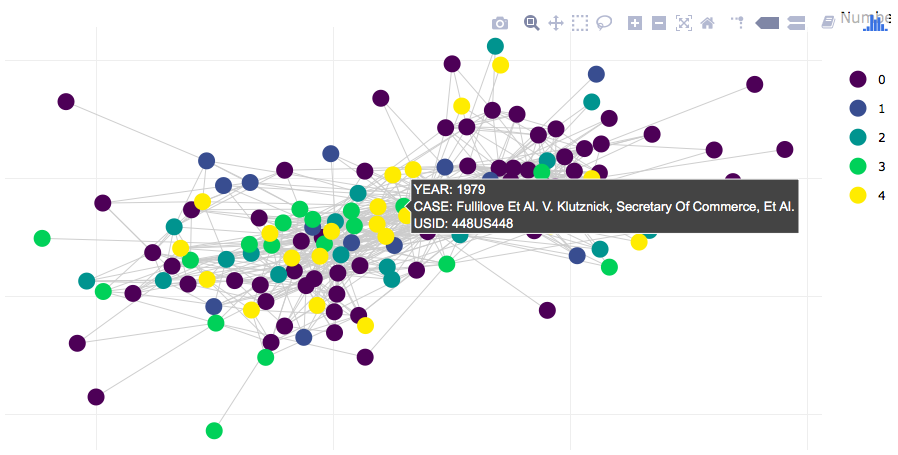 Numbe
0
1
2
3
4
YEAR: 1979
CASE: Fullilove Et Al. V. Klutznick, Secretary Of Commerce, Et Al.
USID: 448US448